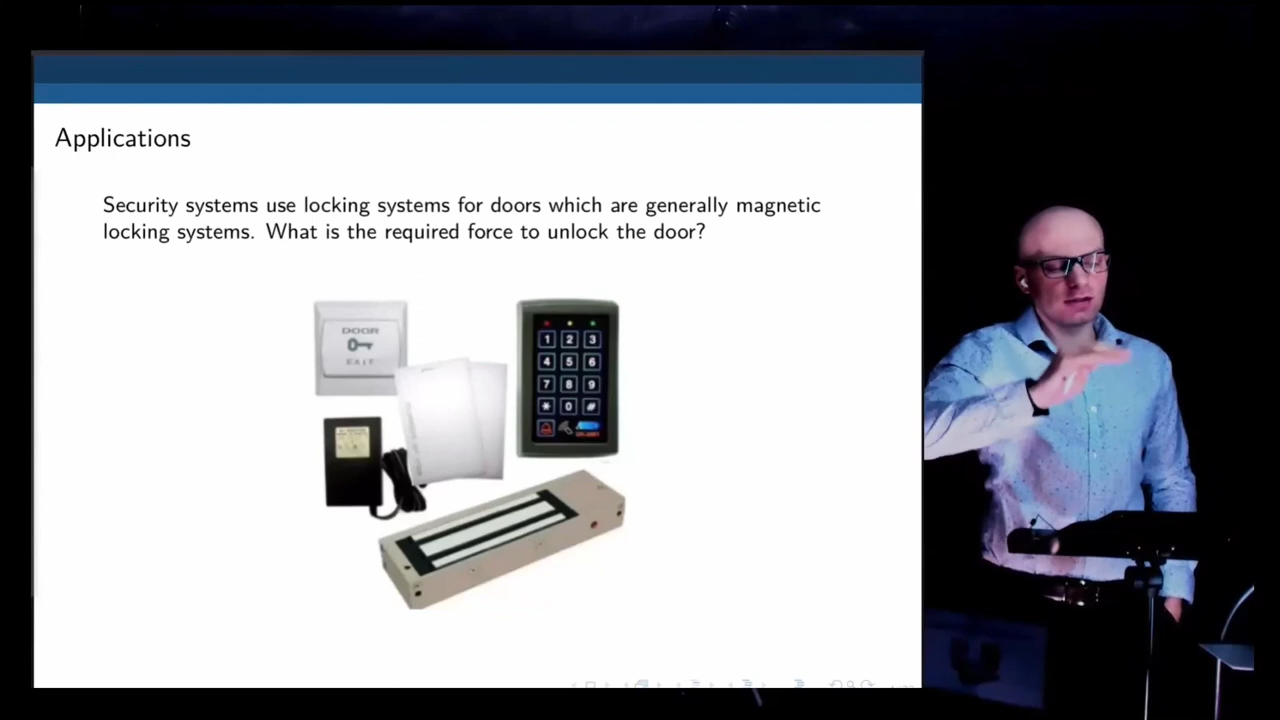 Applications
Security systems use locking systems for doors which are generally magnetic
locking systems. What is the required force to unlock the door?
DOOR
EXIT
1 2 3
4 5 6
7 8 9
* 0 #